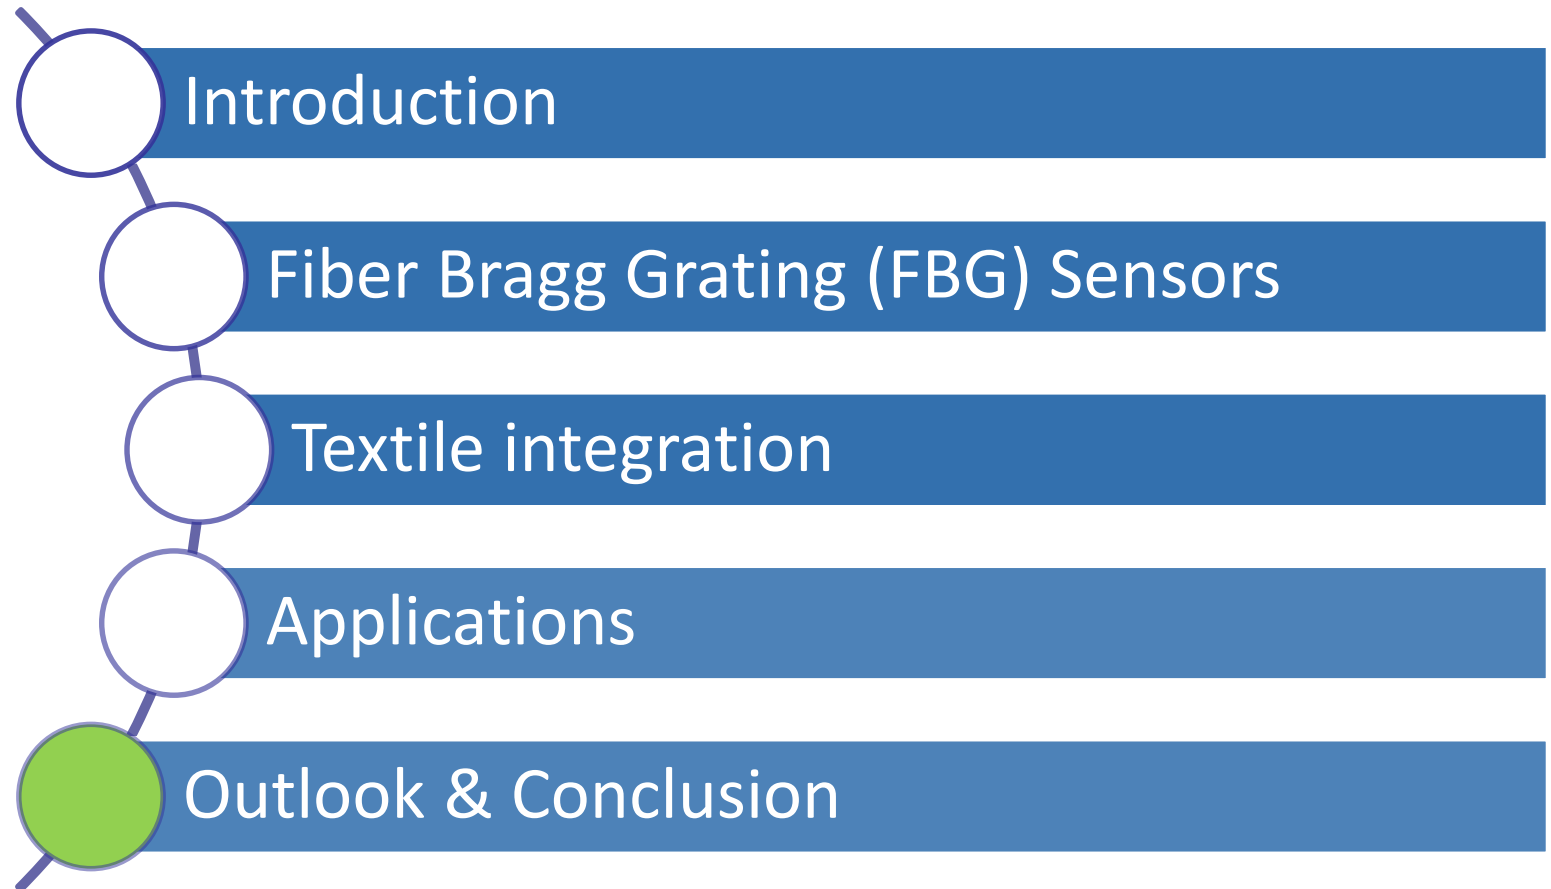 Introduction
Fiber Bragg Grating (FBG) Sensors
Textile integration
Applications
Outlook & Conclusion